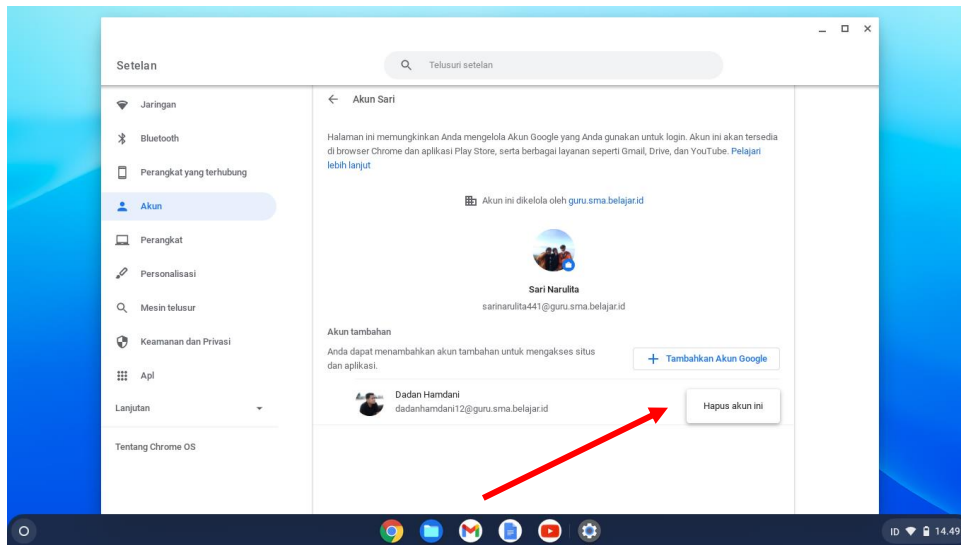 Setelan
Telusuri setelan
Jaringan
Bluetooth
Perangkat yang terhubung
Akun
Perangkat
Personalisasi
Mesin telusur
Keamanan dan Privasi
Apl
Lanjutan
Tentang Chrome OS
Akun Sari
Halaman ini memungkinkan Anda mengelola Akun Google yang Anda gunakan untuk login. Akun ini akan tersedia
di browser Chrome dan aplikasi Play Store, serta berbagai layanan seperti Gmail, Drive, dan YouTube. Pelajari
lebih lanjut
Akun ini dikelola oleh guru.sma.belajar.id
Sari Narulita
sarinarulita441@guru.sma.belajar.id
Akun tambahan
Anda dapat menambahkan akun tambahan untuk mengakses situs
dan aplikasi.
Tambahkan Akun Google
Dadan Hamdani
dadanhamdani12@guru.sma.belajar.id
Hapus akun ini
ID 14.49